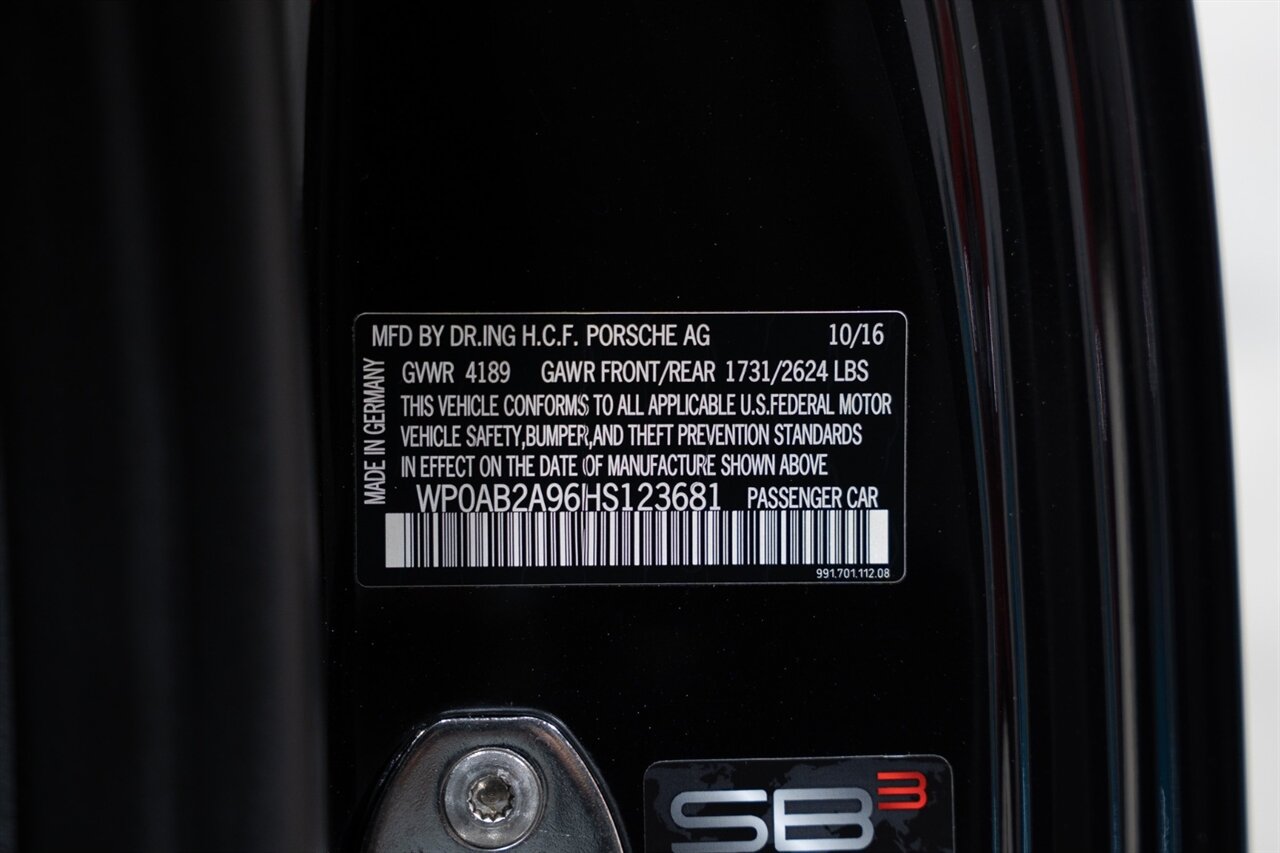 MFD BY DR.ING H.C.F. PORSCHE AG 10/16
MADE IN GERMANY
GVWR 4189 GAWR FRONT/REAR 1731/2624 LBS
THIS VEHICLE CONFORMS TO ALL APPLICABLE U.S.FEDERAL MOTOR
VEHICLE SAFETY,BUMPER,AND THEFT PREVENTION STANDARDS
IN EFFECT ON THE DATE OF MANUFACTURE SHOWN ABOVE
WP0AB2A96HS123681 PASSENGER CAR
991.701.112.08
SB3